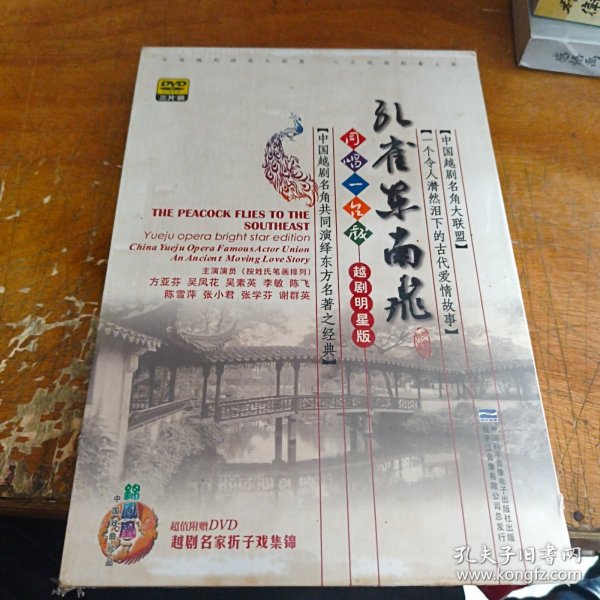 DVD
三片装
孔雀东南飞
同唱一台戏
越剧明星版
【中国越剧名角大联盟】
【一个令人潸然泪下的古代爱情故事】
【中国越剧名角共同演绎东方名著之经典】
THE PEACOCK FLIES TO THE
SOUTHEAST
Yueju opera bright star edition
China Yueju Opera Famous Actor Union
An Ancient Moving Love Story
主演演员（按姓氏笔画排列）
方亚芬 吴凤花 吴素英 李敏 陈飞
陈雪萍 张小君 张学芬 谢群英
超值附赠DVD
越剧名家折子戏集锦
锦凤凰
孔夫子旧书网
www.kongfz.com